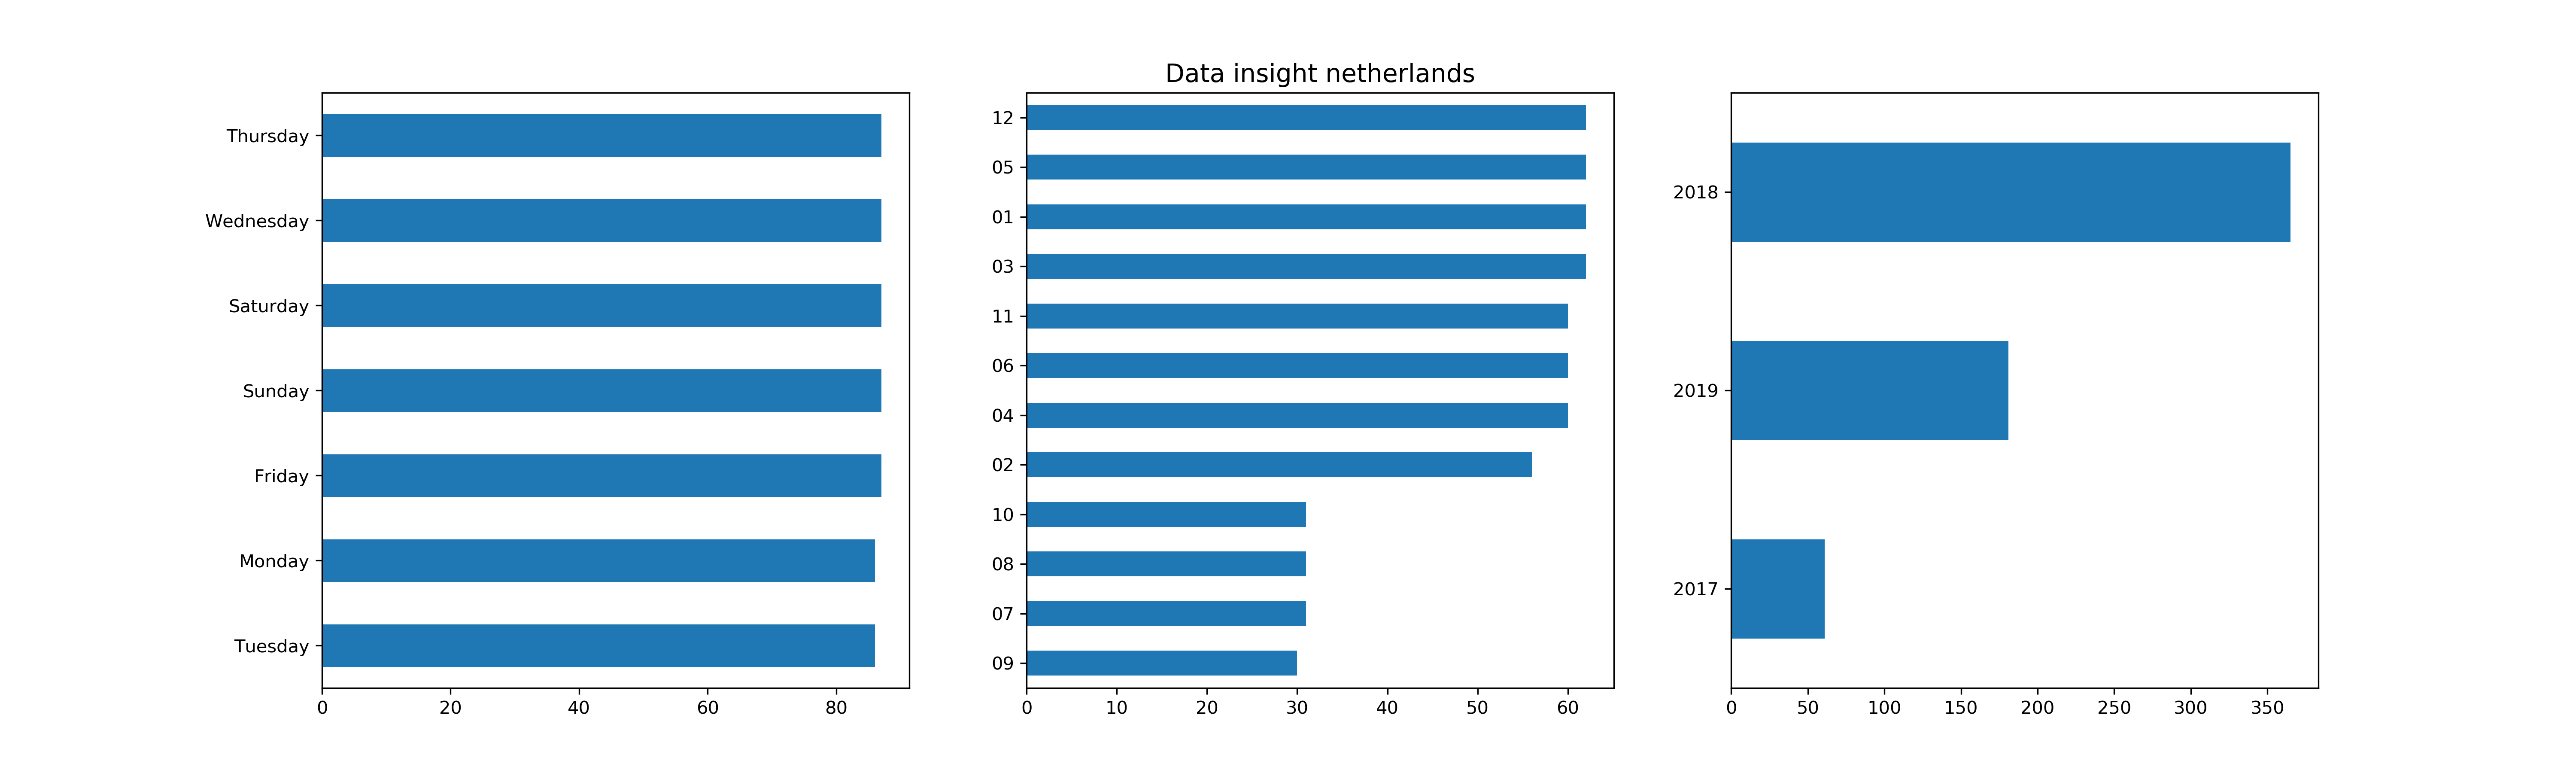 Data insight netherlands
Thursday
Wednesday
Saturday
Sunday
Friday
Monday
Tuesday
0 20 40 60 80
12
05
01
03
11
06
04
02
10
08
07
09
0 10 20 30 40 50 60
2018
2019
2017
0 50 100 150 200 250 300 350